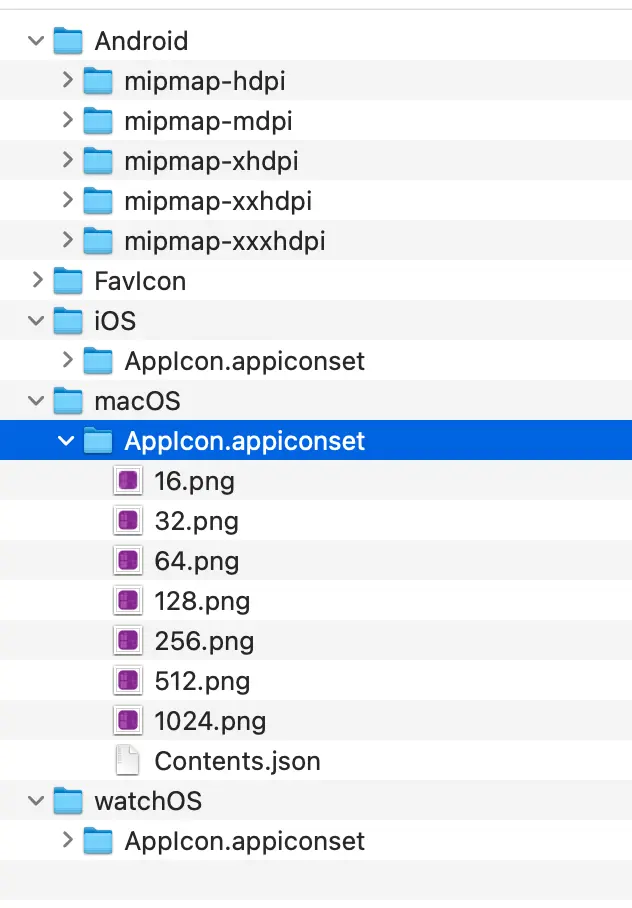 Android
mipmap-hdpi
mipmap-mdpi
mipmap-xhdpi
mipmap-xxhdpi
mipmap-xxxhdpi
FavIcon
iOS
AppIcon.appiconset
macOS
AppIcon.appiconset
16.png
32.png
64.png
128.png
256.png
512.png
1024.png
Contents.json
watchOS
AppIcon.appiconset